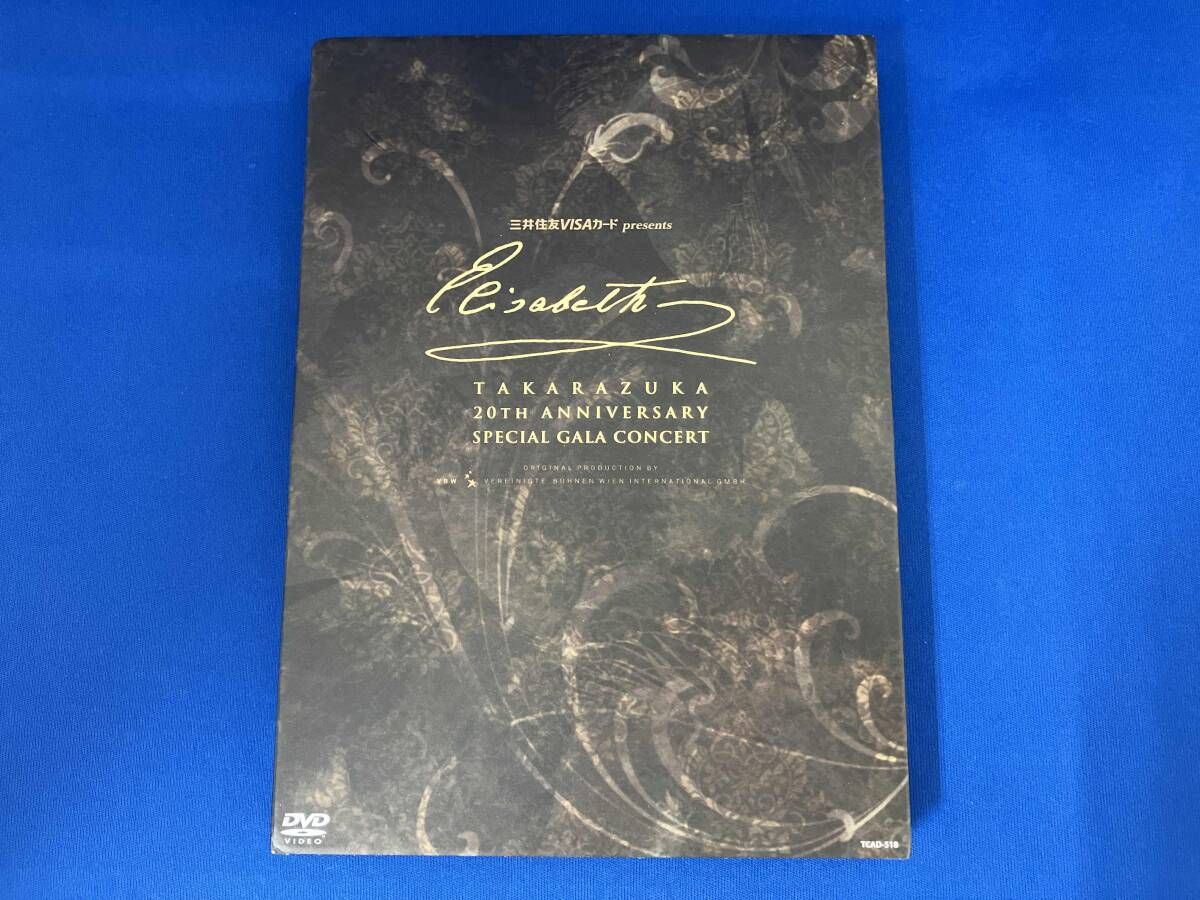 三井住友VISAカード presents
Elisabeth
TAKARAZUKA
20TH ANNIVERSARY
SPECIAL GALA CONCERT
ORIGINAL PRODUCTION BY
VBW VEREINIGTE BÜHNEN WIEN INTERNATIONAL GMBH
DVD
VIDEO
TCAD-518